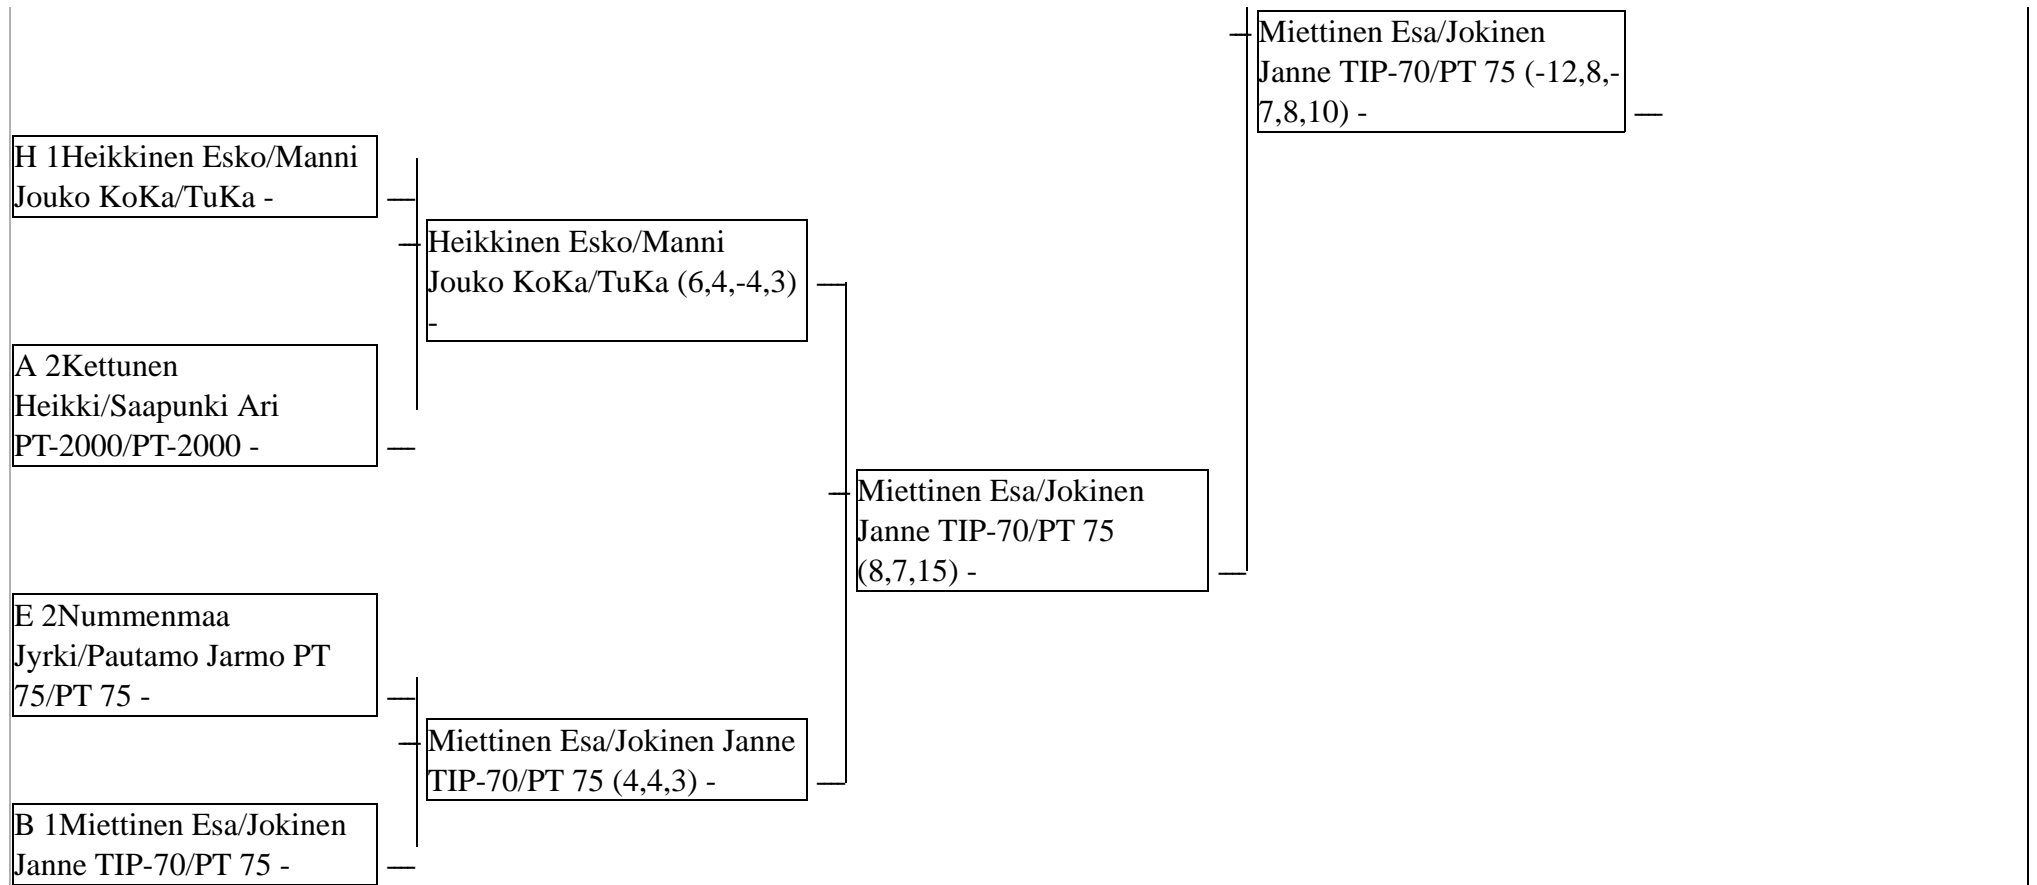 Miettinen Esa/Jokinen
Janne TIP-70/PT 75 (-12,8,-
7,8,10) -
H 1Heikkinen Esko/Manni
Jouko KoKa/TuKa -
Heikkinen Esko/Manni
Jouko KoKa/TuKa (6,4,-4,3)
-
A 2Kettunen
Heikki/Saapunki Ari
PT-2000/PT-2000 -
Miettinen Esa/Jokinen
Janne TIP-70/PT 75
(8,7,15) -
E 2Nummenmaa
Jyrki/Pautamo Jarmo PT
75/PT 75 -
Miettinen Esa/Jokinen Janne
TIP-70/PT 75 (4,4,3) -
B 1Miettinen Esa/Jokinen
Janne TIP-70/PT 75 -